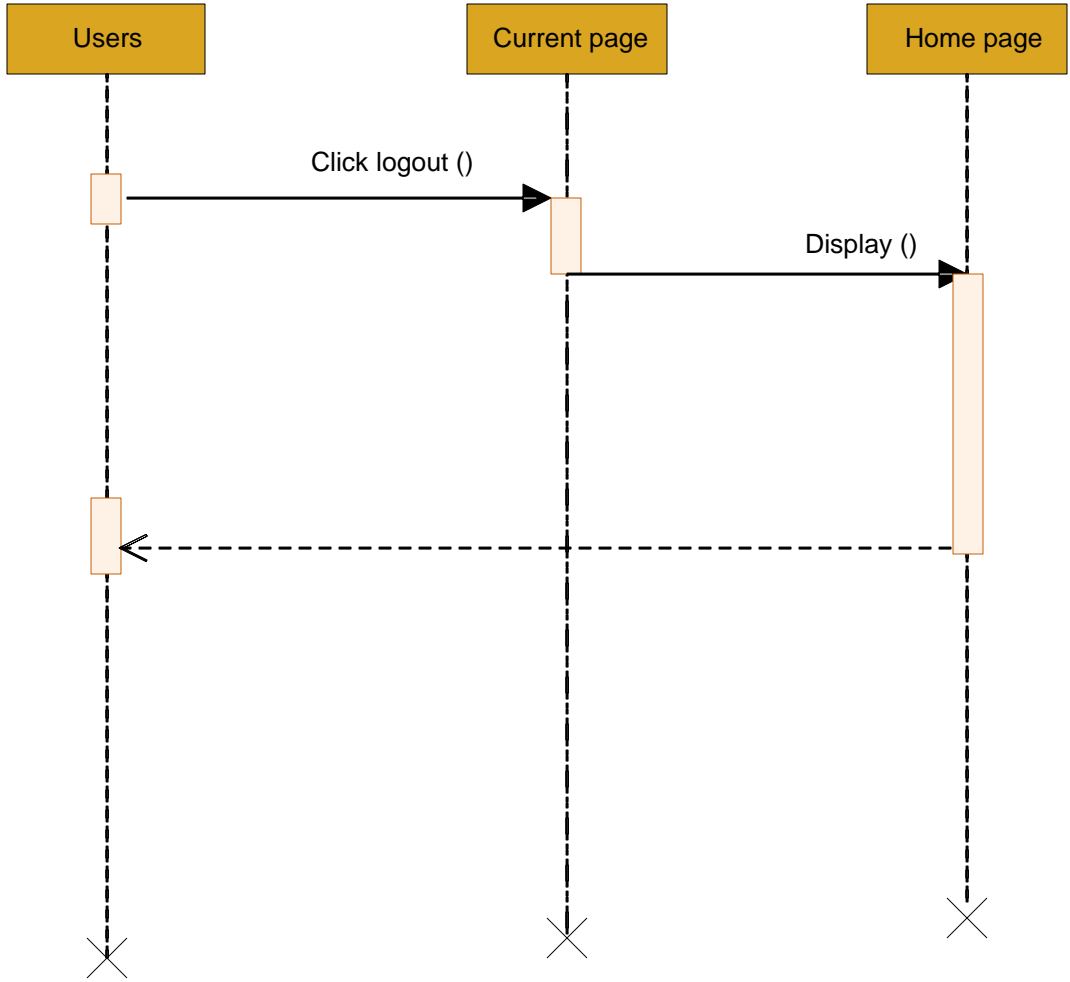 Users
Current page
Home page
Click logout ()
Display ()